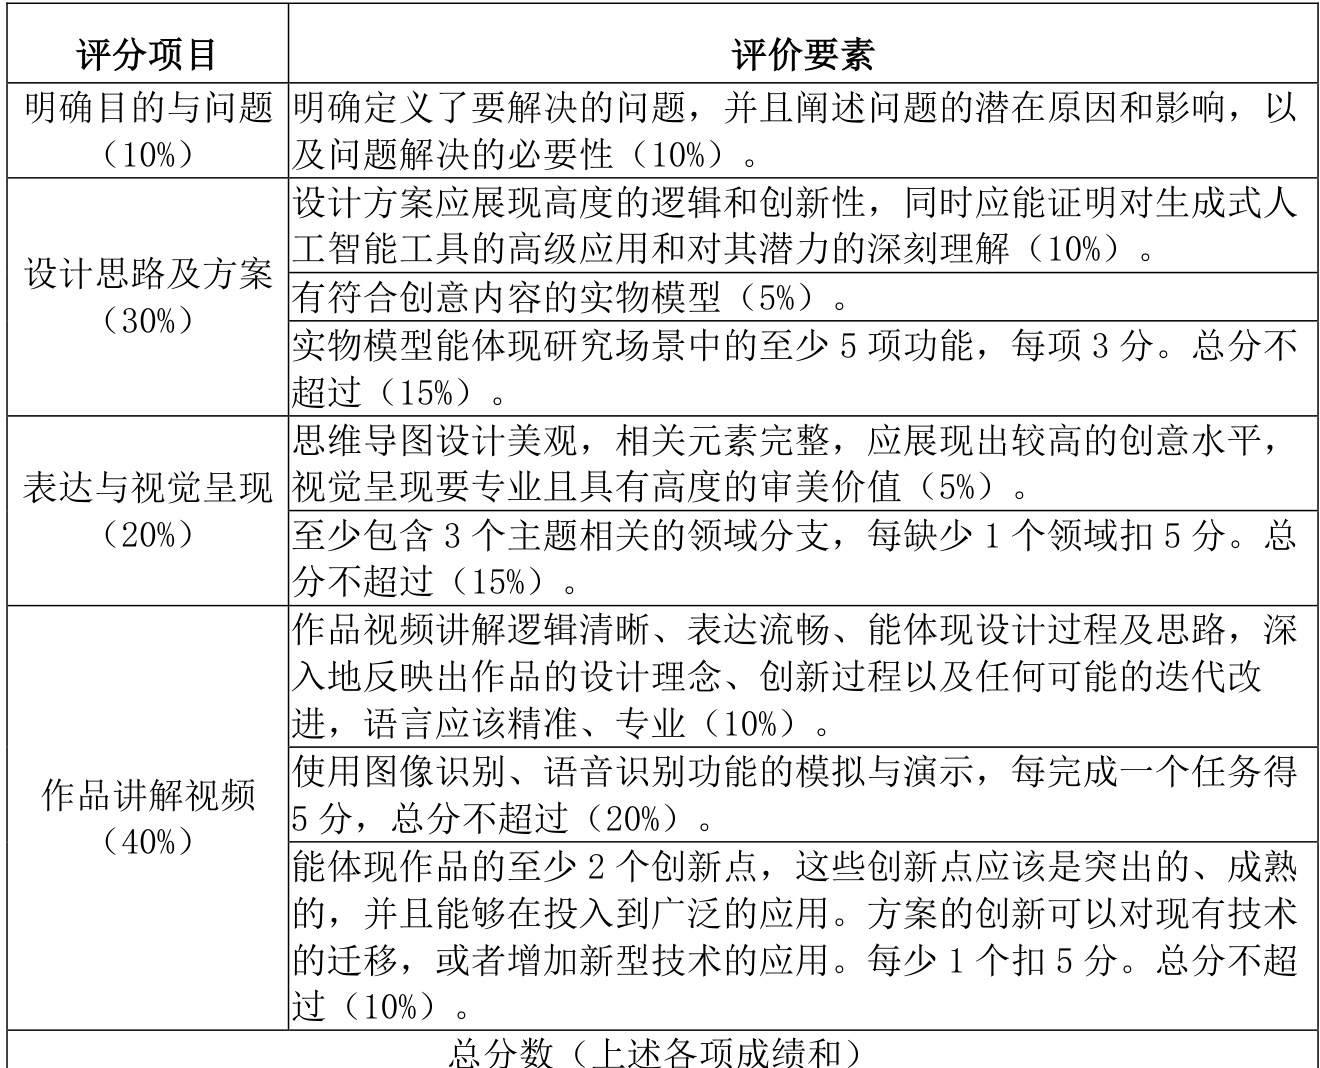 评分项目
评价要素
明确目的与问题
（10%）
明确定义了要解决的问题，并且阐述问题的潜在原因和影响，以
及问题解决的必要性（10%）。
设计思路及方案
（30%）
设计方案应展现高度的逻辑和创新性，同时应能证明对生成式人
工智能工具的高级应用和对其潜力的深刻理解（10%）。
有符合创意内容的实物模型（5%）。
实物模型能体现研究场景中的至少 5 项功能，每项 3 分。总分不
超过（15%）。
表达与视觉呈现
（20%）
思维导图设计美观，相关元素完整，应展现出较高的创意水平，
视觉呈现要专业且具有高度的审美价值（5%）。
至少包含 3 个主题相关的领域分支，每缺少 1 个领域扣 5 分。总
分不超过（15%）。
作品讲解视频
（40%）
作品视频讲解逻辑清晰、表达流畅、能体现设计过程及思路，深
入地反映出作品的设计理念、创新过程以及任何可能的迭代改
进，语言应该精准、专业（10%）。
使用图像识别、语音识别功能的模拟与演示，每完成一个任务得
5 分，总分不超过（20%）。
能体现作品的至少 2 个创新点，这些创新点应该是突出的、成熟
的，并且能够在投入到广泛的应用。方案的创新可以对现有技术
的迁移，或者增加新型技术的应用。每少 1 个扣 5 分。总分不超
过（10%）。
总分数（上述各项成绩和）